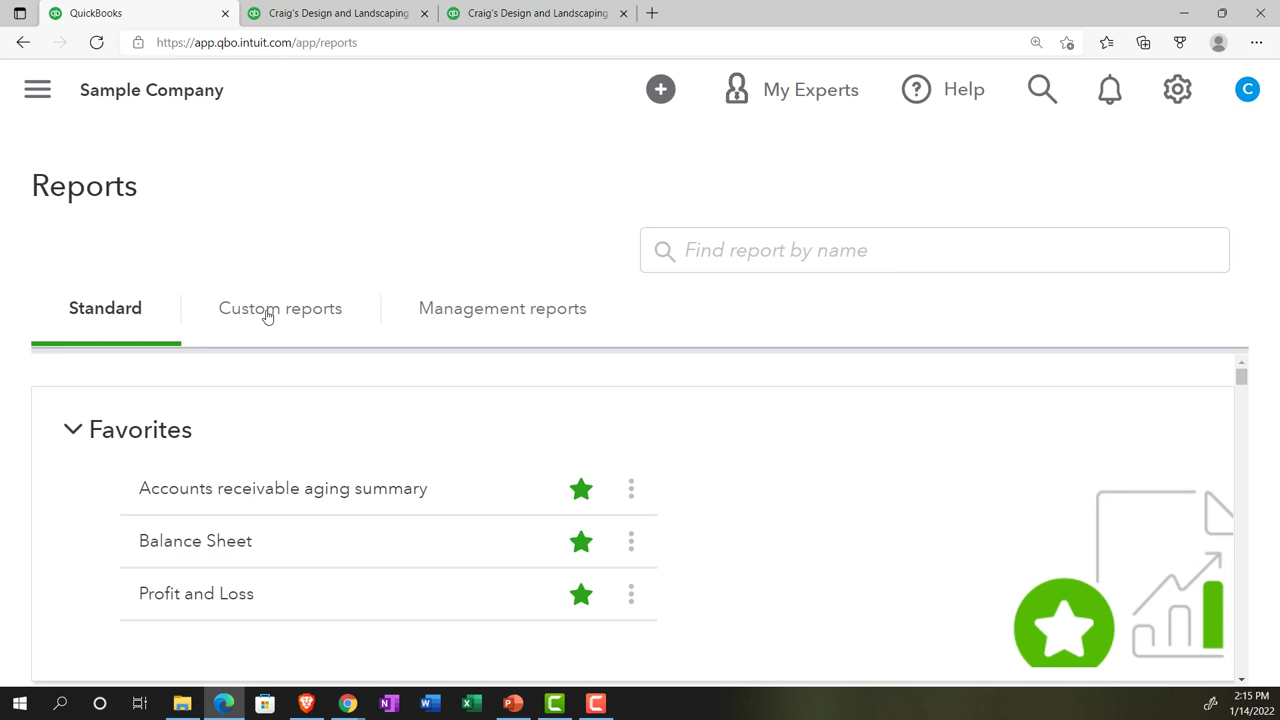 QuickBooks
Craig's Design and Landscaping
Craig's Design and Landscaping
https://app.qbo.intuit.com/app/reports
Sample Company
My Experts
Help
C
Reports
Find report by name
Standard
Custom reports
Management reports
Favorites
Accounts receivable aging summary
Balance Sheet
Profit and Loss
2:15 PM
1/14/2022